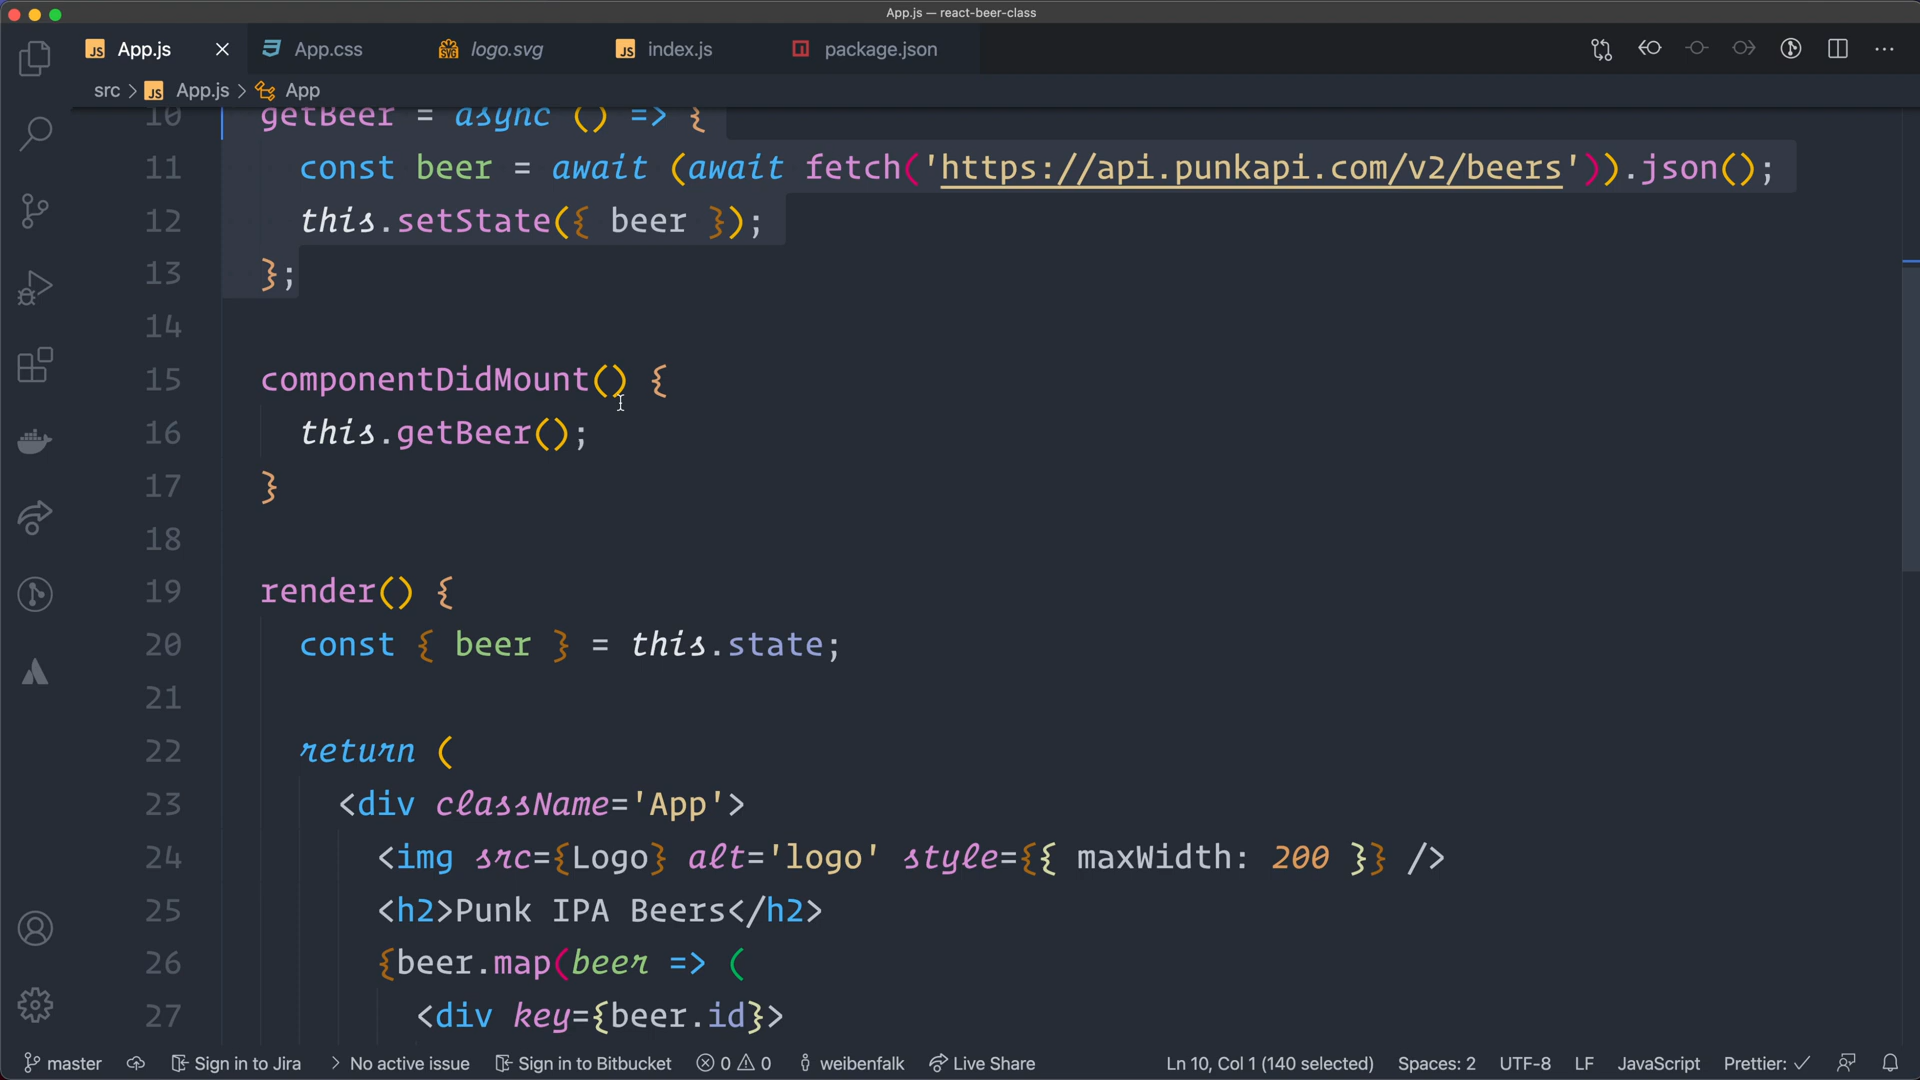 App.js — react-beer-class
JS App.js App.css SVG logo.svg JS index.js package.json
src > JS App.js > App
10 getBeer = async () => {
11 const beer = await (await fetch('https://api.punkapi.com/v2/beers')).json();
12 this.setState({ beer });
13 };
14
15 componentDidMount() {
16 this.getBeer();
17 }
18
19 render() {
20 const { beer } = this.state;
21
22 return (
23 <div className='App'>
24 <img src={Logo} alt='logo' style={{ maxWidth: 200 }} />
25 <h2>Punk IPA Beers</h2>
26 {beer.map(beer => (
27 <div key={beer.id}>
master Sign in to Jira > No active issue Sign in to Bitbucket 0 0 weibenfalk Live Share Ln 10, Col 1 (140 selected) Spaces: 2 UTF-8 LF JavaScript Prettier: ✓